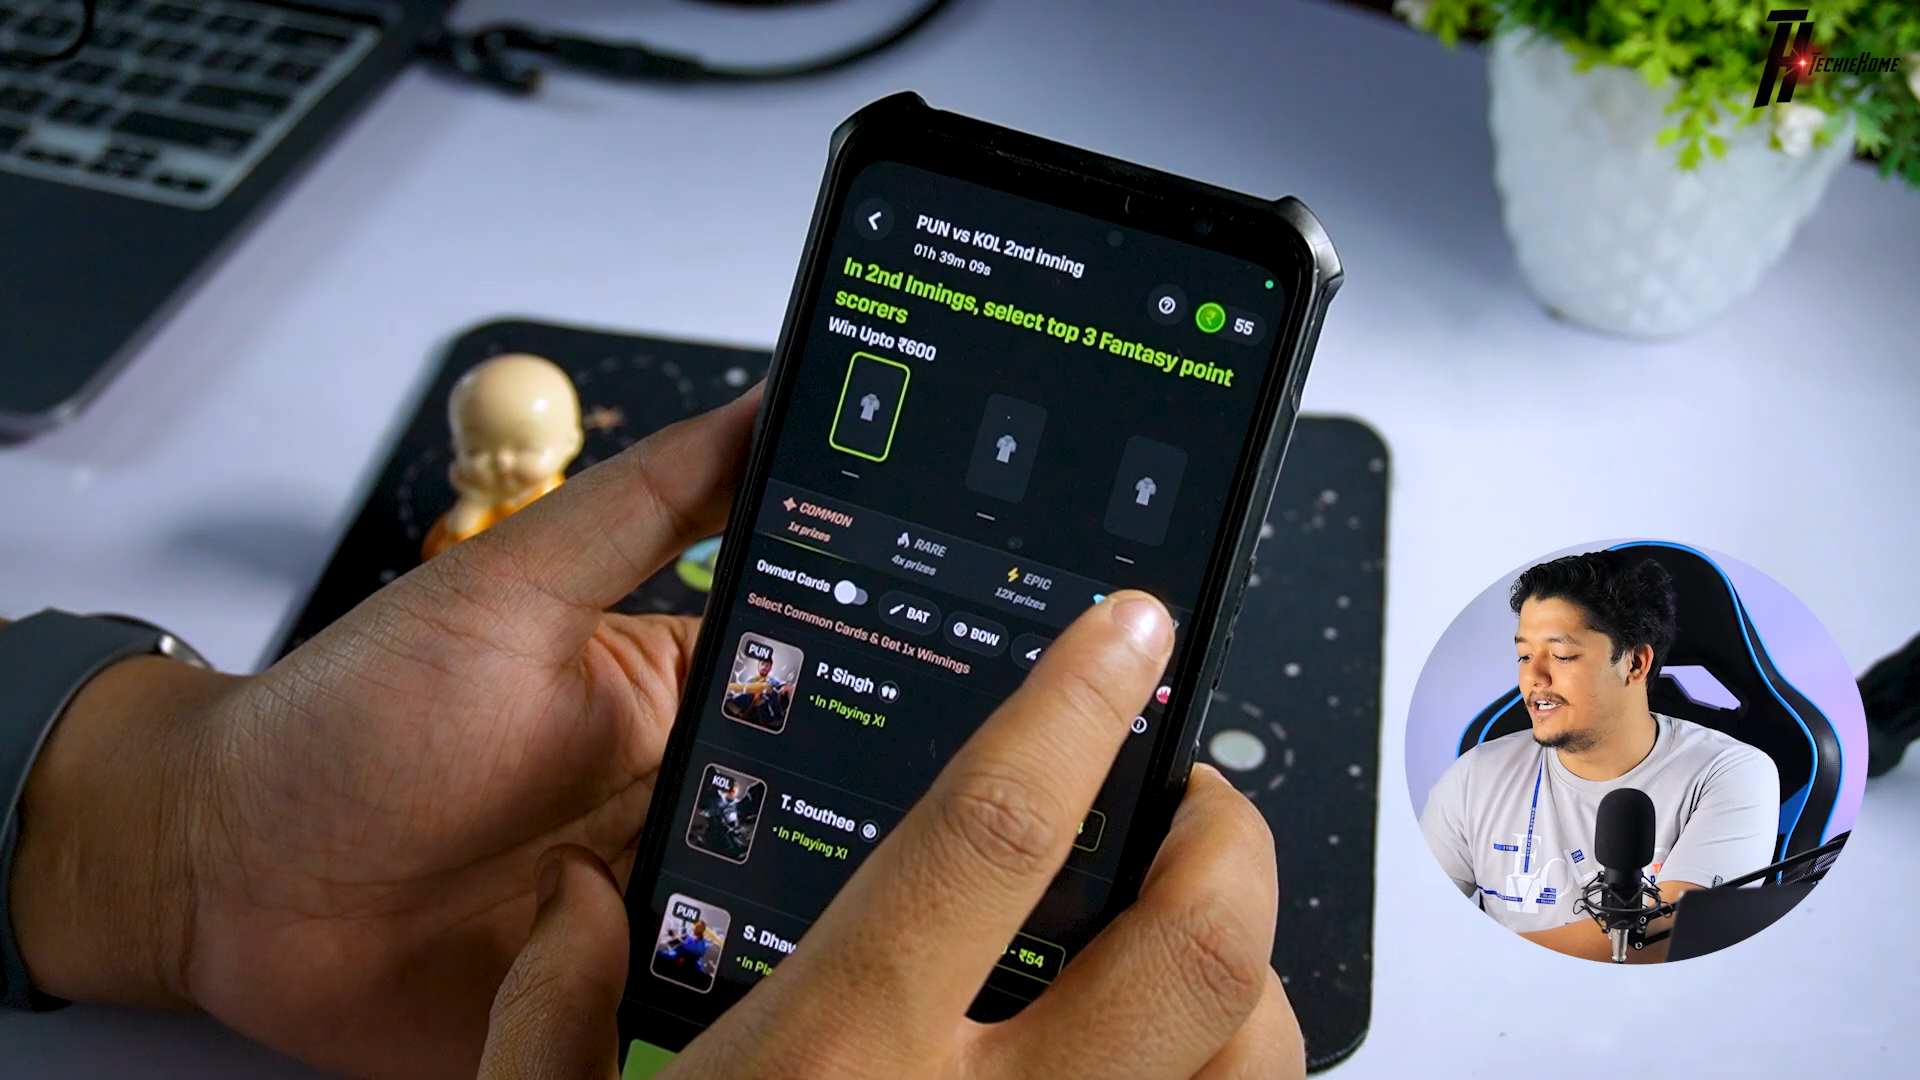 TECHIEHOME
PUN vs KOL 2nd inning
01h 39m 09s
55
In 2nd Innings, select top 3 Fantasy point
scorers
Win Upto ₹600
COMMON
1x prizes
RARE
4x prizes
EPIC
12X prizes
Owned Cards
BAT
BOW
Select Common Cards & Get 1x Winnings
PUN
P. Singh
• In Playing XI
KOL
T. Southee
• In Playing XI
PUN
S. Dhaw
- ₹54